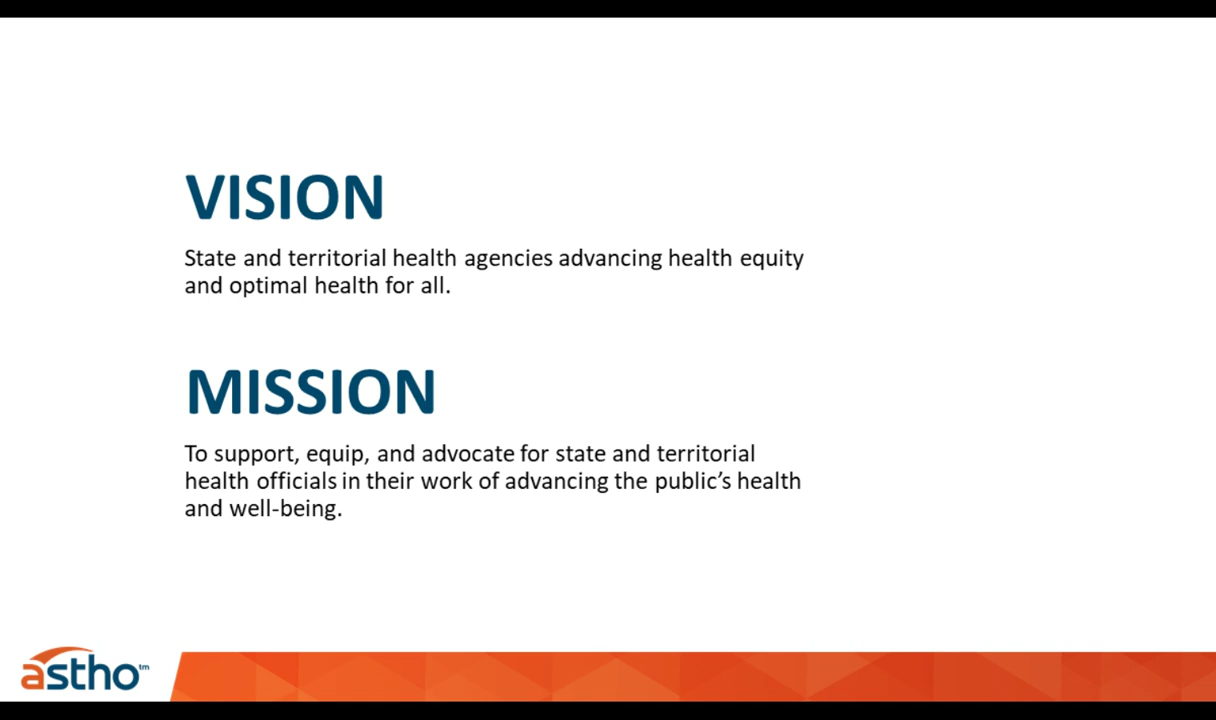 VISION
State and territorial health agencies advancing health equity
and optimal health for all.
MISSION
To support, equip, and advocate for state and territorial
health officials in their work of advancing the public’s health
and well-being.
astho™